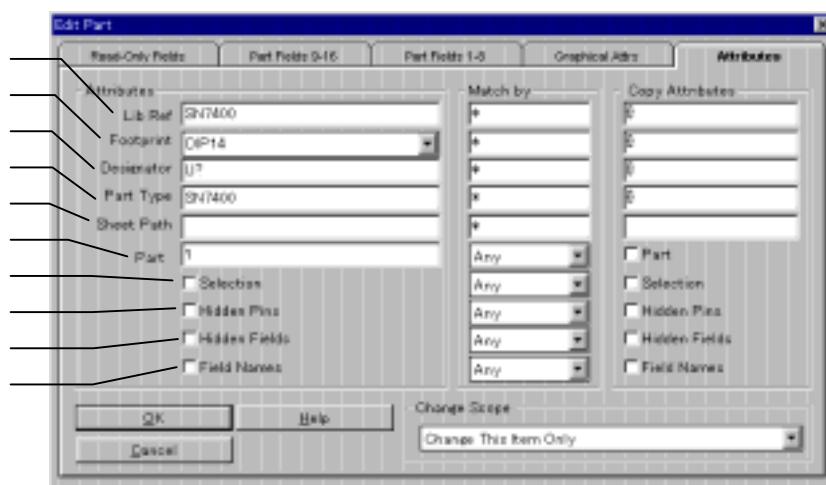 Edit Part
Read-Only Fields Part Fields 9-16 Part Fields 1-8 Graphical Attrs Attributes
Attributes Match by Copy Attributes
Lib Ref SN7400 *
Footprint DIP14 *
Designator U? *
Part Type SN7400 *
Sheet Path *
Part 1 Any Part
Selection Any Selection
Hidden Pins Any Hidden Pins
Hidden Fields Any Hidden Fields
Field Names Any Field Names
OK Help Change Scope
Cancel Change This Item Only